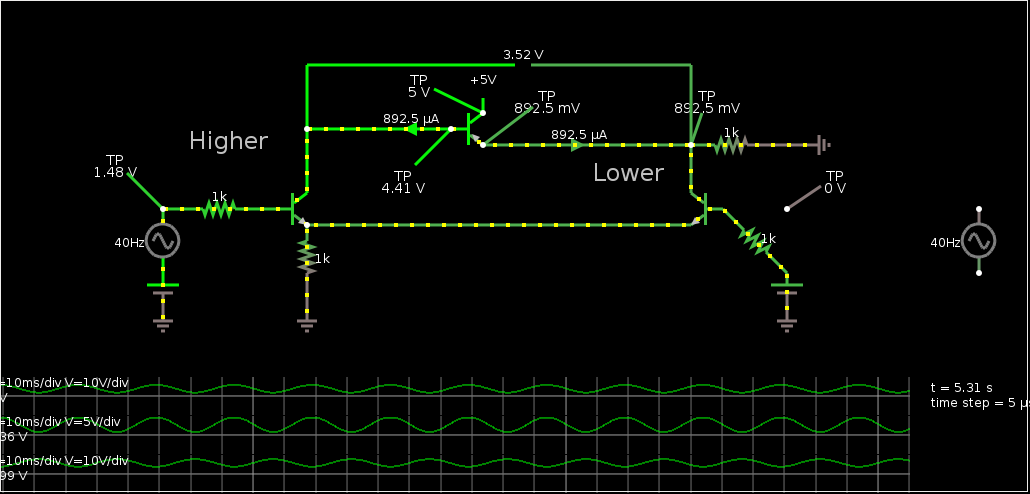 3.52 V
TP
5 V
+5V
TP
892.5 mV
TP
892.5 mV
892.5 μA
892.5 μA
1k
Higher
TP
1.48 V
TP
4.41 V
Lower
TP
0 V
1k
40Hz
1k
1k
40Hz
=10ms/div V=10V/div
V
=10ms/div V=5V/div
36 V
=10ms/div V=10V/div
99 V
t = 5.31 s
time step = 5 μs